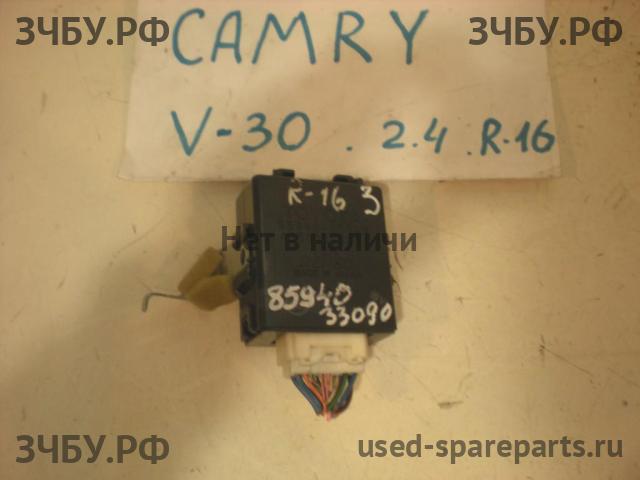 ЗЧБУ.РФ
ЗЧБУ.РФ
CAMRY
V-30 . 2.4 . R-16
R-16 3
Нет в наличи
85940
33090
ЗЧБУ.РФ
used-spareparts.ru